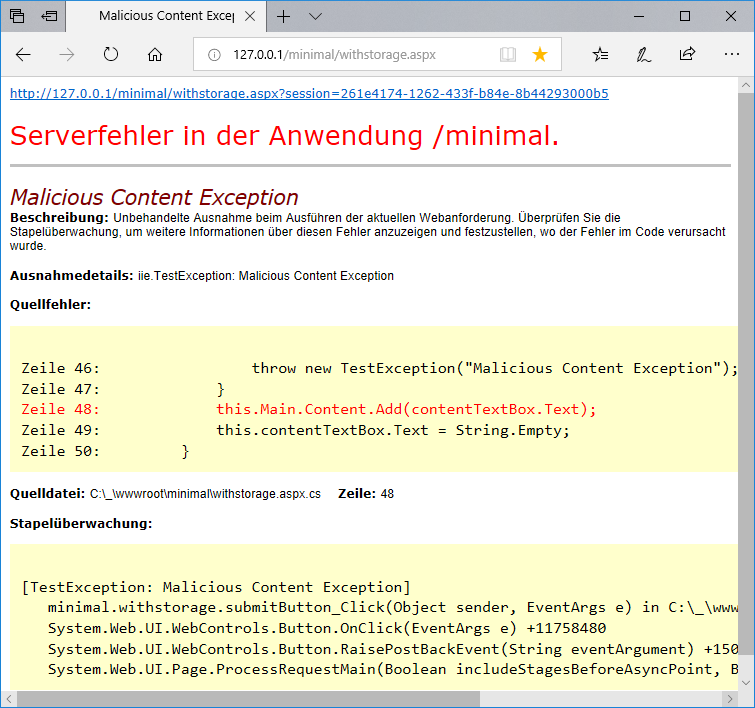 Malicious Content Excep
127.0.0.1/minimal/withstorage.aspx
http://127.0.0.1/minimal/withstorage.aspx?session=261e4174-1262-433f-b84e-8b44293000b5
Serverfehler in der Anwendung /minimal.
Malicious Content Exception
Beschreibung: Unbehandelte Ausnahme beim Ausführen der aktuellen Webanforderung. Überprüfen Sie die
Stapelüberwachung, um weitere Informationen über diesen Fehler anzuzeigen und festzustellen, wo der Fehler im Code verursacht
wurde.
Ausnahmedetails: iie.TestException: Malicious Content Exception
Quellfehler:
Zeile 46:                 throw new TestException("Malicious Content Exception");
Zeile 47:             }
Zeile 48:             this.Main.Content.Add(contentTextBox.Text);
Zeile 49:             this.contentTextBox.Text = String.Empty;
Zeile 50:         }
Quelldatei: C:\_\wwwroot\minimal\withstorage.aspx.cs    Zeile: 48
Stapelüberwachung:
[TestException: Malicious Content Exception]
   minimal.withstorage.submitButton_Click(Object sender, EventArgs e) in C:\_\www
   System.Web.UI.WebControls.Button.OnClick(EventArgs e) +11758480
   System.Web.UI.WebControls.Button.RaisePostBackEvent(String eventArgument) +150
   System.Web.UI.Page.ProcessRequestMain(Boolean includeStagesBeforeAsyncPoint, B